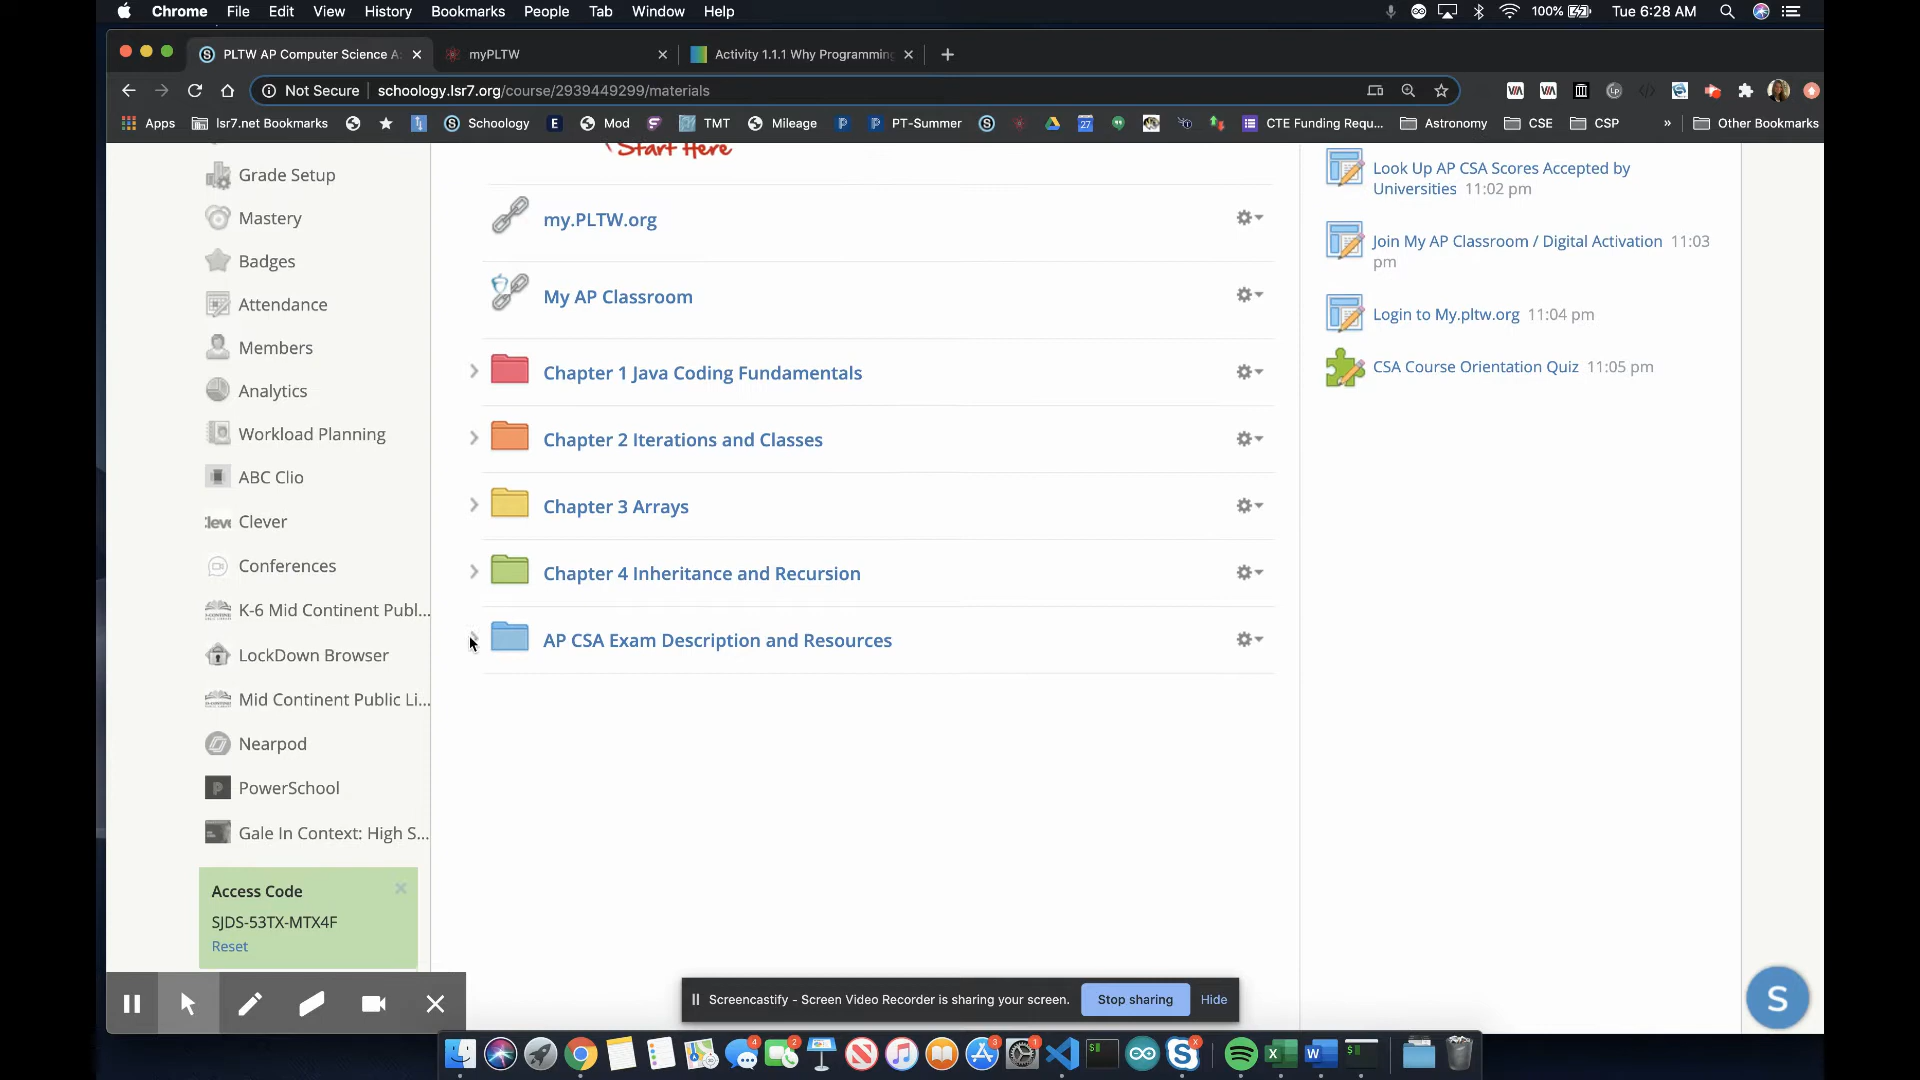 Chrome File Edit View History Bookmarks People Tab Window Help
100% Tue 6:28 AM
PLTW AP Computer Science A
myPLTW
Activity 1.1.1 Why Programming
Not Secure schoology.lsr7.org/course/2939449299/materials
Apps lsr7.net Bookmarks Schoology E Mod TMT 27 Mileage PT-Summer CTE Funding Requ... Astronomy CSE CSP » Other Bookmarks
Grade Setup
Mastery
Badges
Attendance
Members
Analytics
Workload Planning
ABC Clio
Clever
Conferences
K-6 Mid Continent Publ...
LockDown Browser
Mid Continent Public Li...
Nearpod
PowerSchool
Gale In Context: High S...
Access Code
SJDS-53TX-MTX4F
Reset
Start Here
my.PLTW.org
My AP Classroom
Chapter 1 Java Coding Fundamentals
Chapter 2 Iterations and Classes
Chapter 3 Arrays
Chapter 4 Inheritance and Recursion
AP CSA Exam Description and Resources
Look Up AP CSA Scores Accepted by
Universities 11:02 pm
Join My AP Classroom / Digital Activation 11:03
pm
Login to My.pltw.org 11:04 pm
CSA Course Orientation Quiz 11:05 pm
Screencastify - Screen Video Recorder is sharing your screen. Stop sharing Hide
S